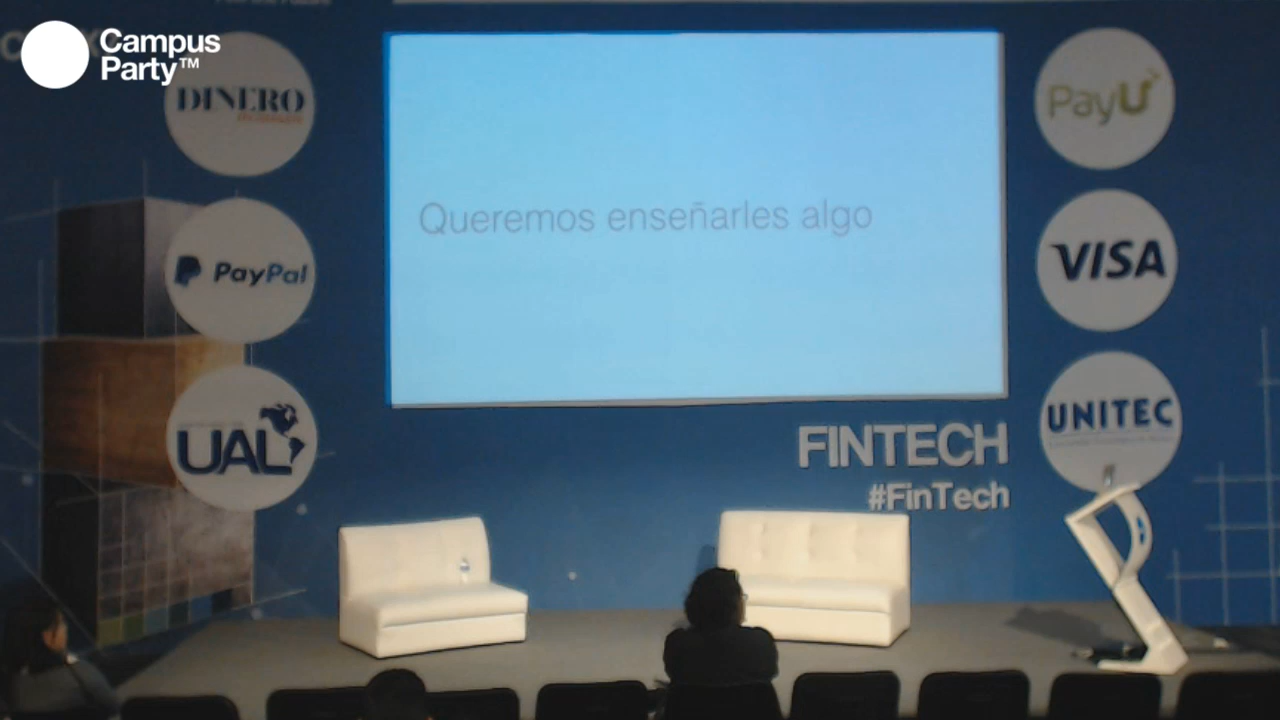 Campus
Party™
DINERO
PayPal
UAL
Queremos enseñarles algo
FINTECH
#FinTech
PayU
VISA
UNITEC